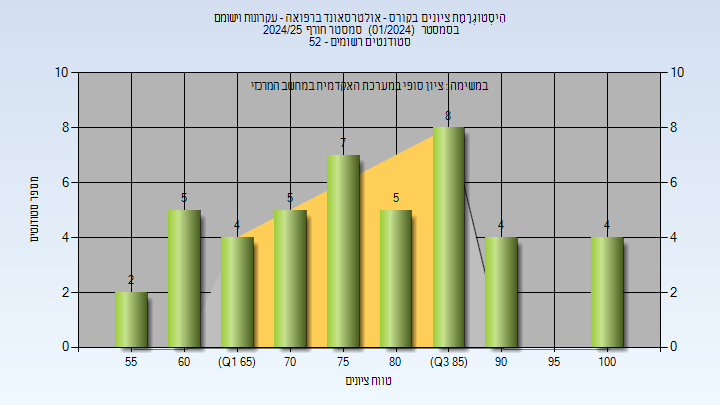 היסטוגרמת ציונים בקורס - אולטרסאונד ברפואה - עקרונות ויישומם
בסמסטר (01/2024) סמסטר חורף 2024/25
סטודנטים רשומים - 52
במשימה : ציון סופי במערכת האקדמית במחשב המרכזי
10 10
8 8
6 6
4 4
2 2
0 0
2 5 4 5 7 5 8 4 4
מספר סטודנטים
55 60 (Q1 65) 70 75 80 (Q3 85) 90 95 100
טווח ציונים